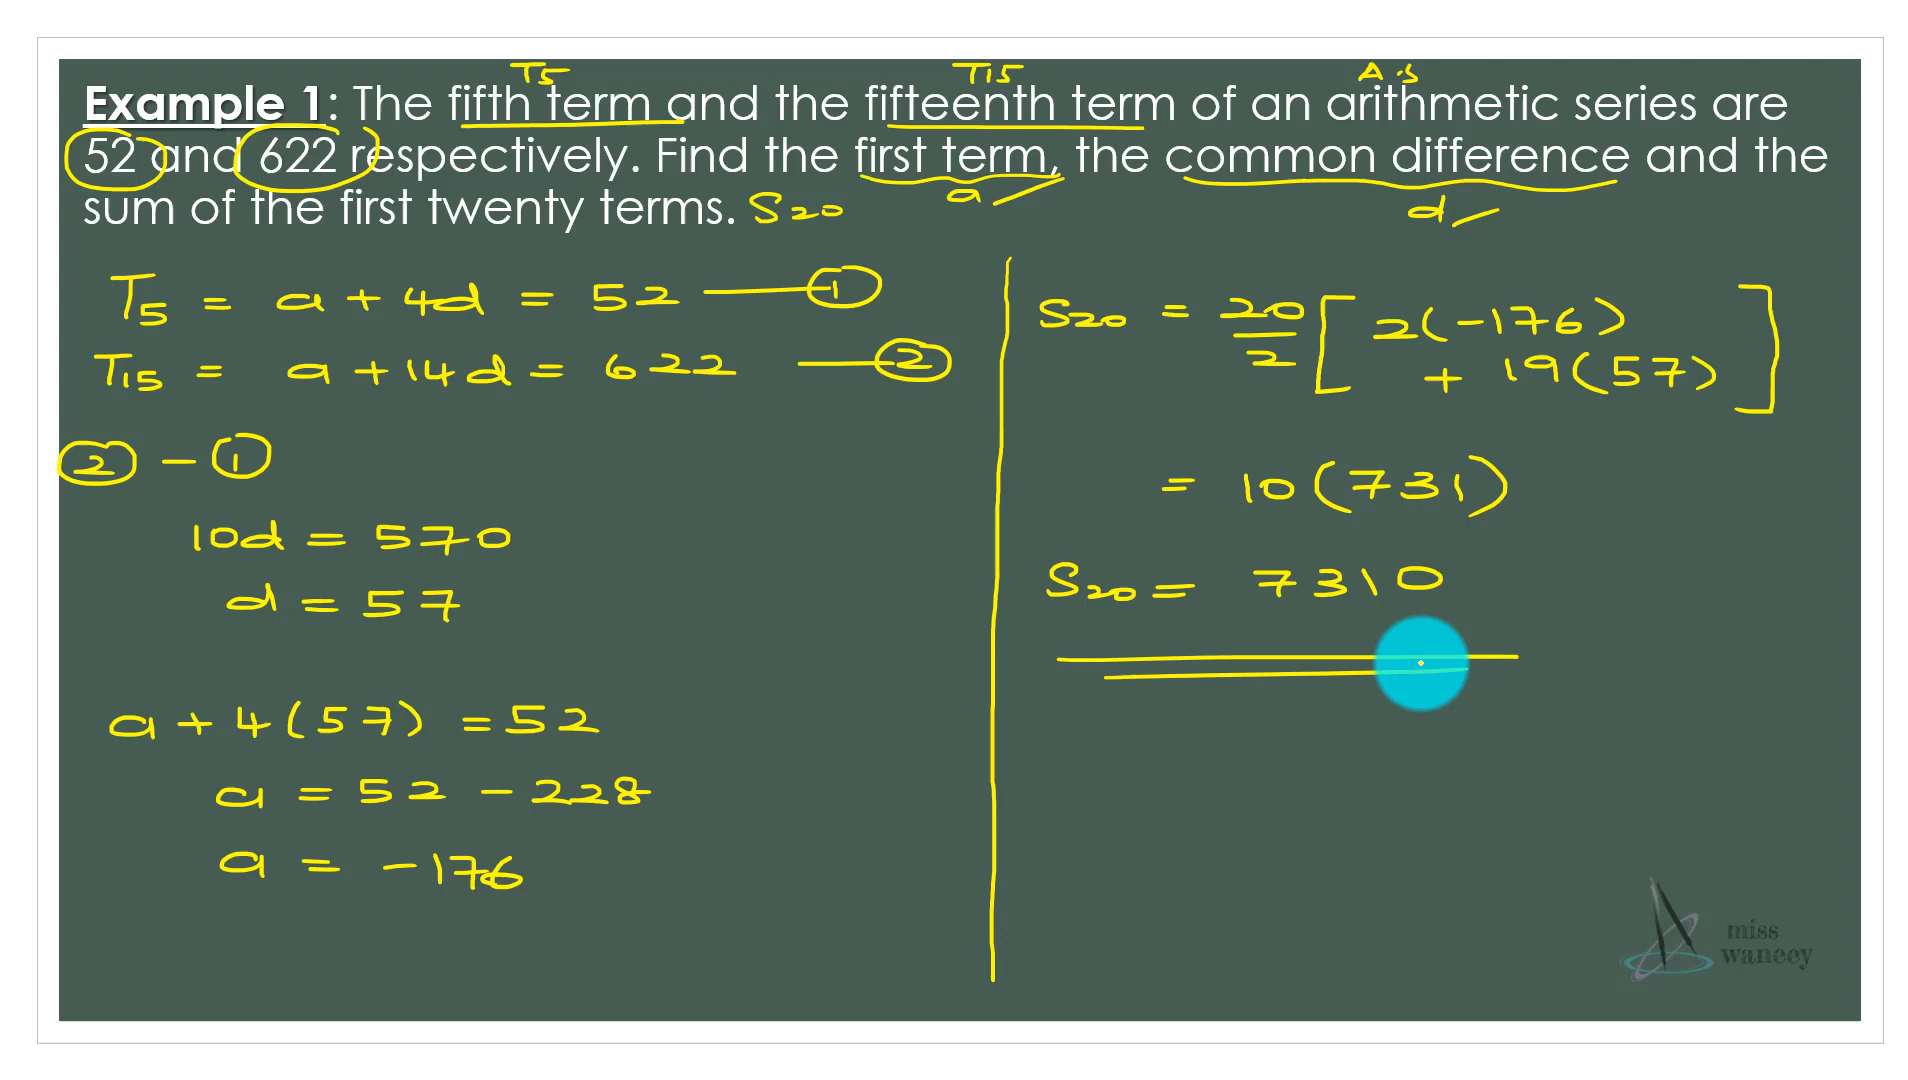 T5 T15 A.S
Example 1: The fifth term and the fifteenth term of an arithmetic series are
52 and 622 respectively. Find the first term, the common difference and the
sum of the first twenty terms. S20 a d
T5 = a + 4d = 52 —— ①
T15 = a + 14d = 622 —— ②
② - ①
10d = 570
d = 57
a + 4(57) = 52
a = 52 - 228
a = -176
S20 = 20/2 [ 2(-176)
+ 19(57) ]
= 10(731)
S20 = 7310
miss
waneey